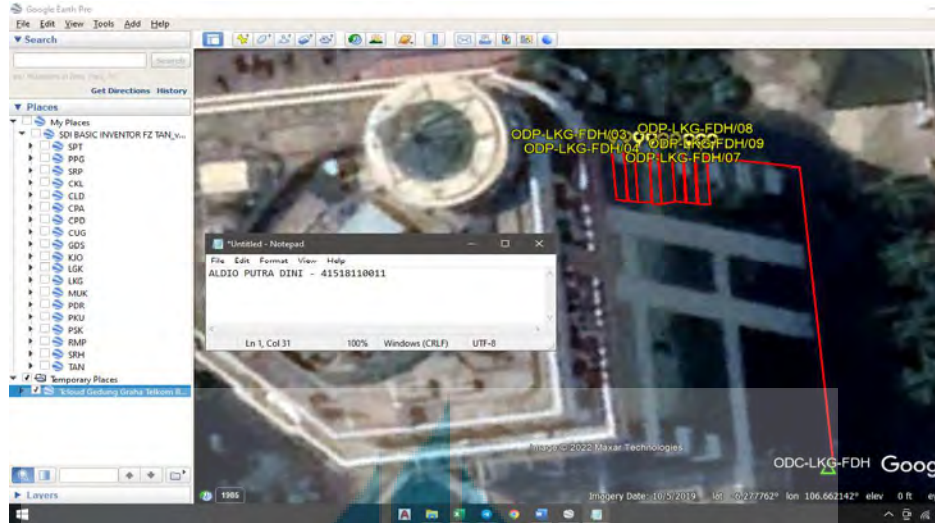 Google Earth Pro
File Edit View Tools Add Help
Search
Search
Get Directions History
Places
My Places
SDI BASIC INVENTOR FZ TAN_v...
SPT
PPG
SRP
CKL
CLD
CPA
CPD
CUG
GDS
KJO
LGK
LKG
MUK
PDR
PKU
PSK
RMP
SRH
TAN
Temporary Places
Tcloud Gedung Graha Telkom B...
Layers
ODP-LKG-FDH/03
ODP-LKG-FDH/08
ODP-LKG-FDH/04
ODP-LKG-FDH/09
ODP-LKG-FDH/07
*Untitled - Notepad
File Edit Format View Help
ALDIO PUTRA DINI - 41518110011
Ln 1, Col 31 100% Windows (CRLF) UTF-8
Image © 2022 Maxar Technologies
ODC-LKG-FDH
Goog
1985
Imagery Date: 10/5/2019 lat -6.277762° lon 106.662142° elev 0 ft